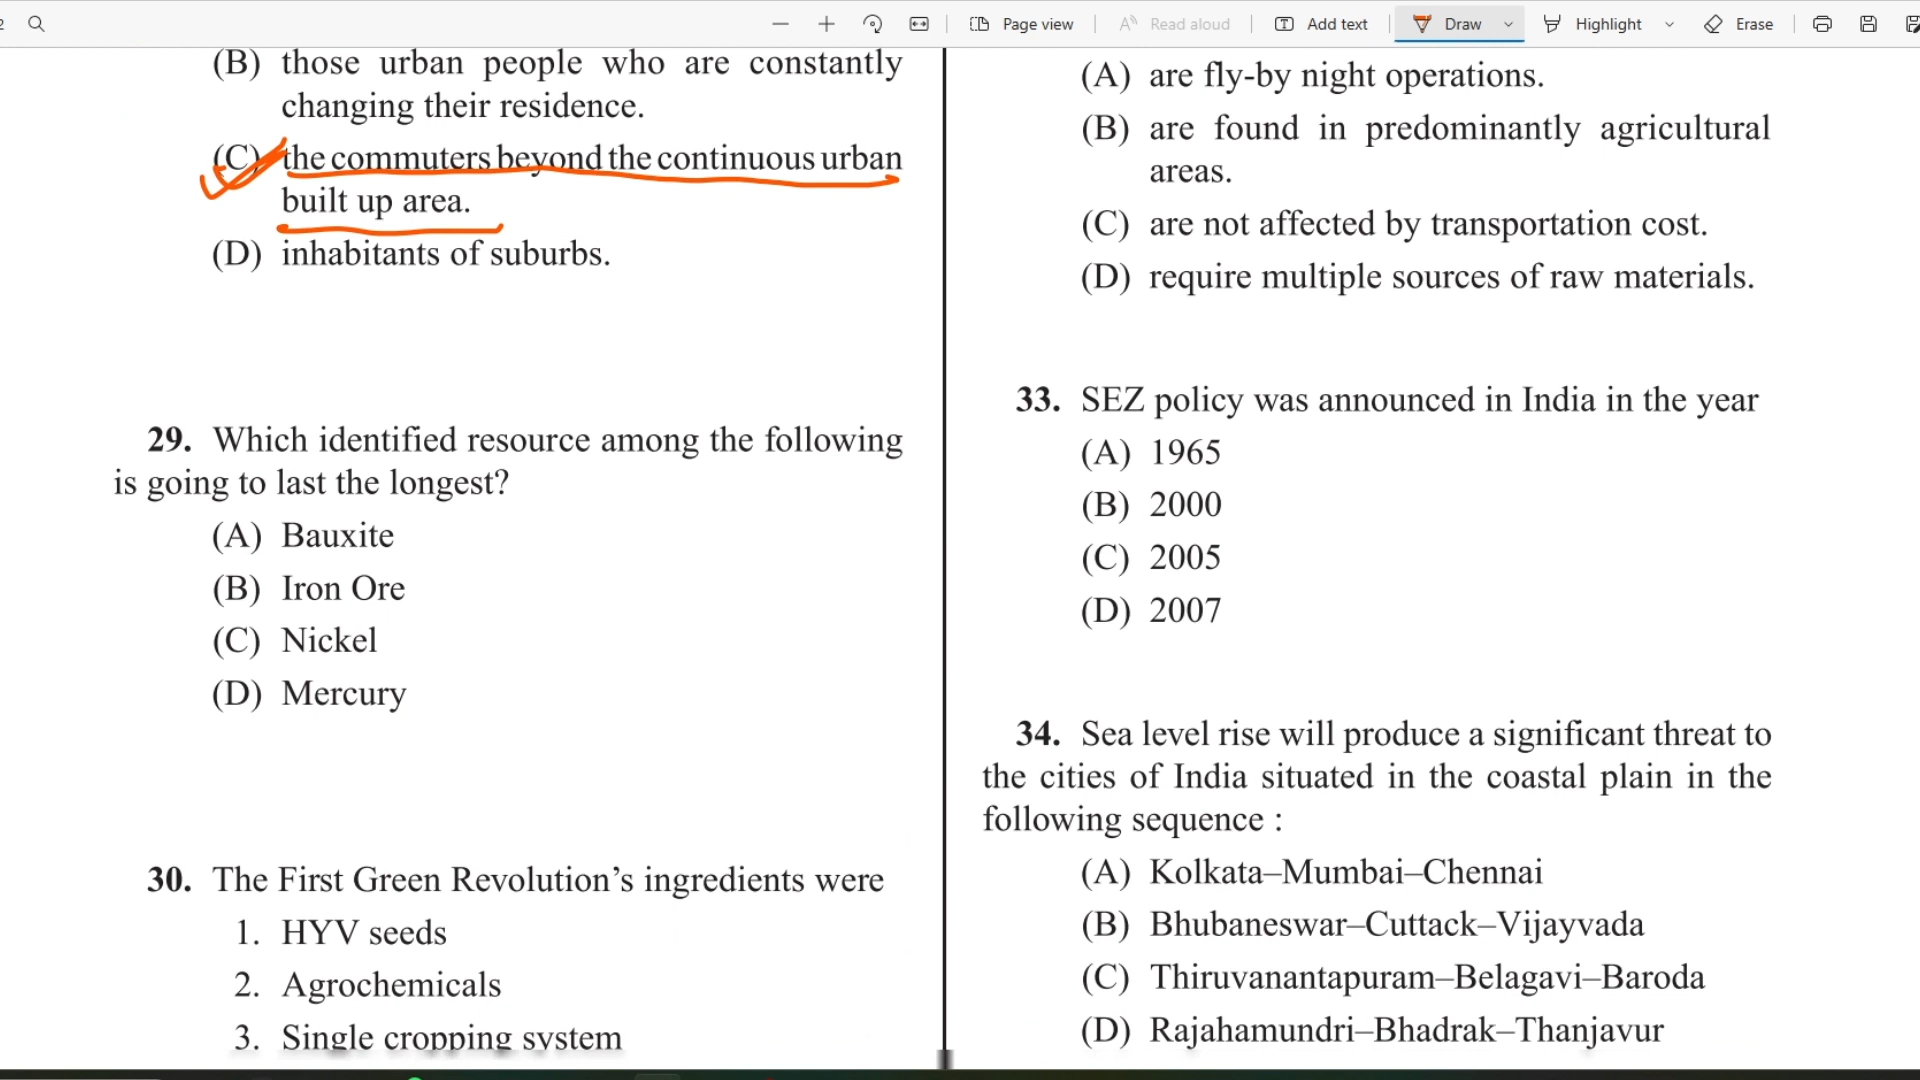 2
Page view
Read aloud
Add text
Draw
Highlight
Erase
(B) those urban people who are constantly
changing their residence.
(C) the commuters beyond the continuous urban
built up area.
(D) inhabitants of suburbs.
29. Which identified resource among the following
is going to last the longest?
(A) Bauxite
(B) Iron Ore
(C) Nickel
(D) Mercury
30. The First Green Revolution’s ingredients were
1. HYV seeds
2. Agrochemicals
3. Single cropping system
(A) are fly-by night operations.
(B) are found in predominantly agricultural
areas.
(C) are not affected by transportation cost.
(D) require multiple sources of raw materials.
33. SEZ policy was announced in India in the year
(A) 1965
(B) 2000
(C) 2005
(D) 2007
34. Sea level rise will produce a significant threat to
the cities of India situated in the coastal plain in the
following sequence :
(A) Kolkata–Mumbai–Chennai
(B) Bhubaneswar–Cuttack–Vijayvada
(C) Thiruvanantapuram–Belagavi–Baroda
(D) Rajahamundri–Bhadrak–Thanjavur